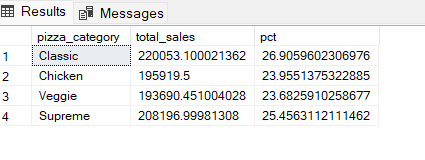 Results Messages
pizza_category total_sales pct
1 Classic 220053.100021362 26.9059602306976
2 Chicken 195919.5 23.9551375322885
3 Veggie 193690.451004028 23.6825910258677
4 Supreme 208196.99981308 25.4563112111462